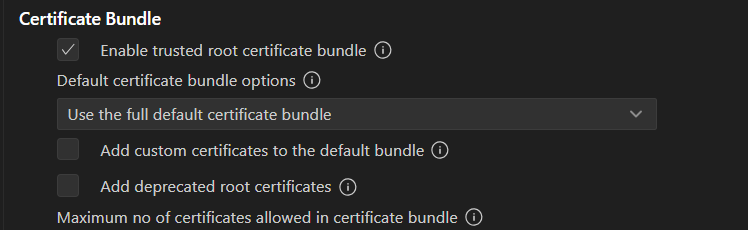 Certificate Bundle
Enable trusted root certificate bundle
Default certificate bundle options
Use the full default certificate bundle
Add custom certificates to the default bundle
Add deprecated root certificates
Maximum no of certificates allowed in certificate bundle